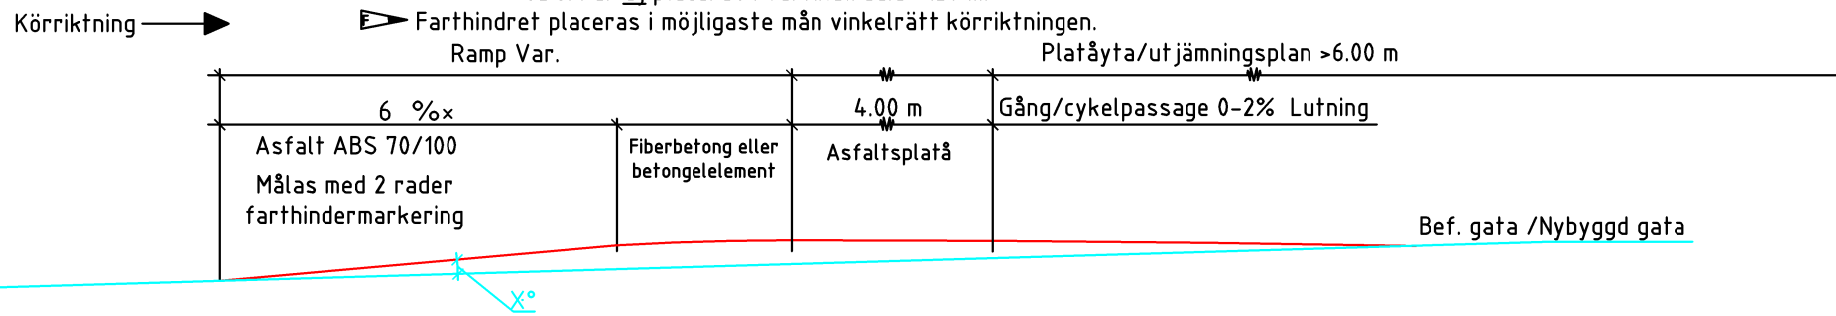 Körriktning
Farthindret placeras i möjligaste mån vinkelrätt körriktningen.
Ramp Var.
Platåyta/utjämningsplan >6.00 m
6 %x
4.00 m
Gång/cykelpassage 0-2% Lutning
Asfalt ABS 70/100
Målas med 2 rader
farthindermarkering
Fiberbetong eller
betongelelement
Asfaltsplatå
Bef. gata /Nybyggd gata
X°